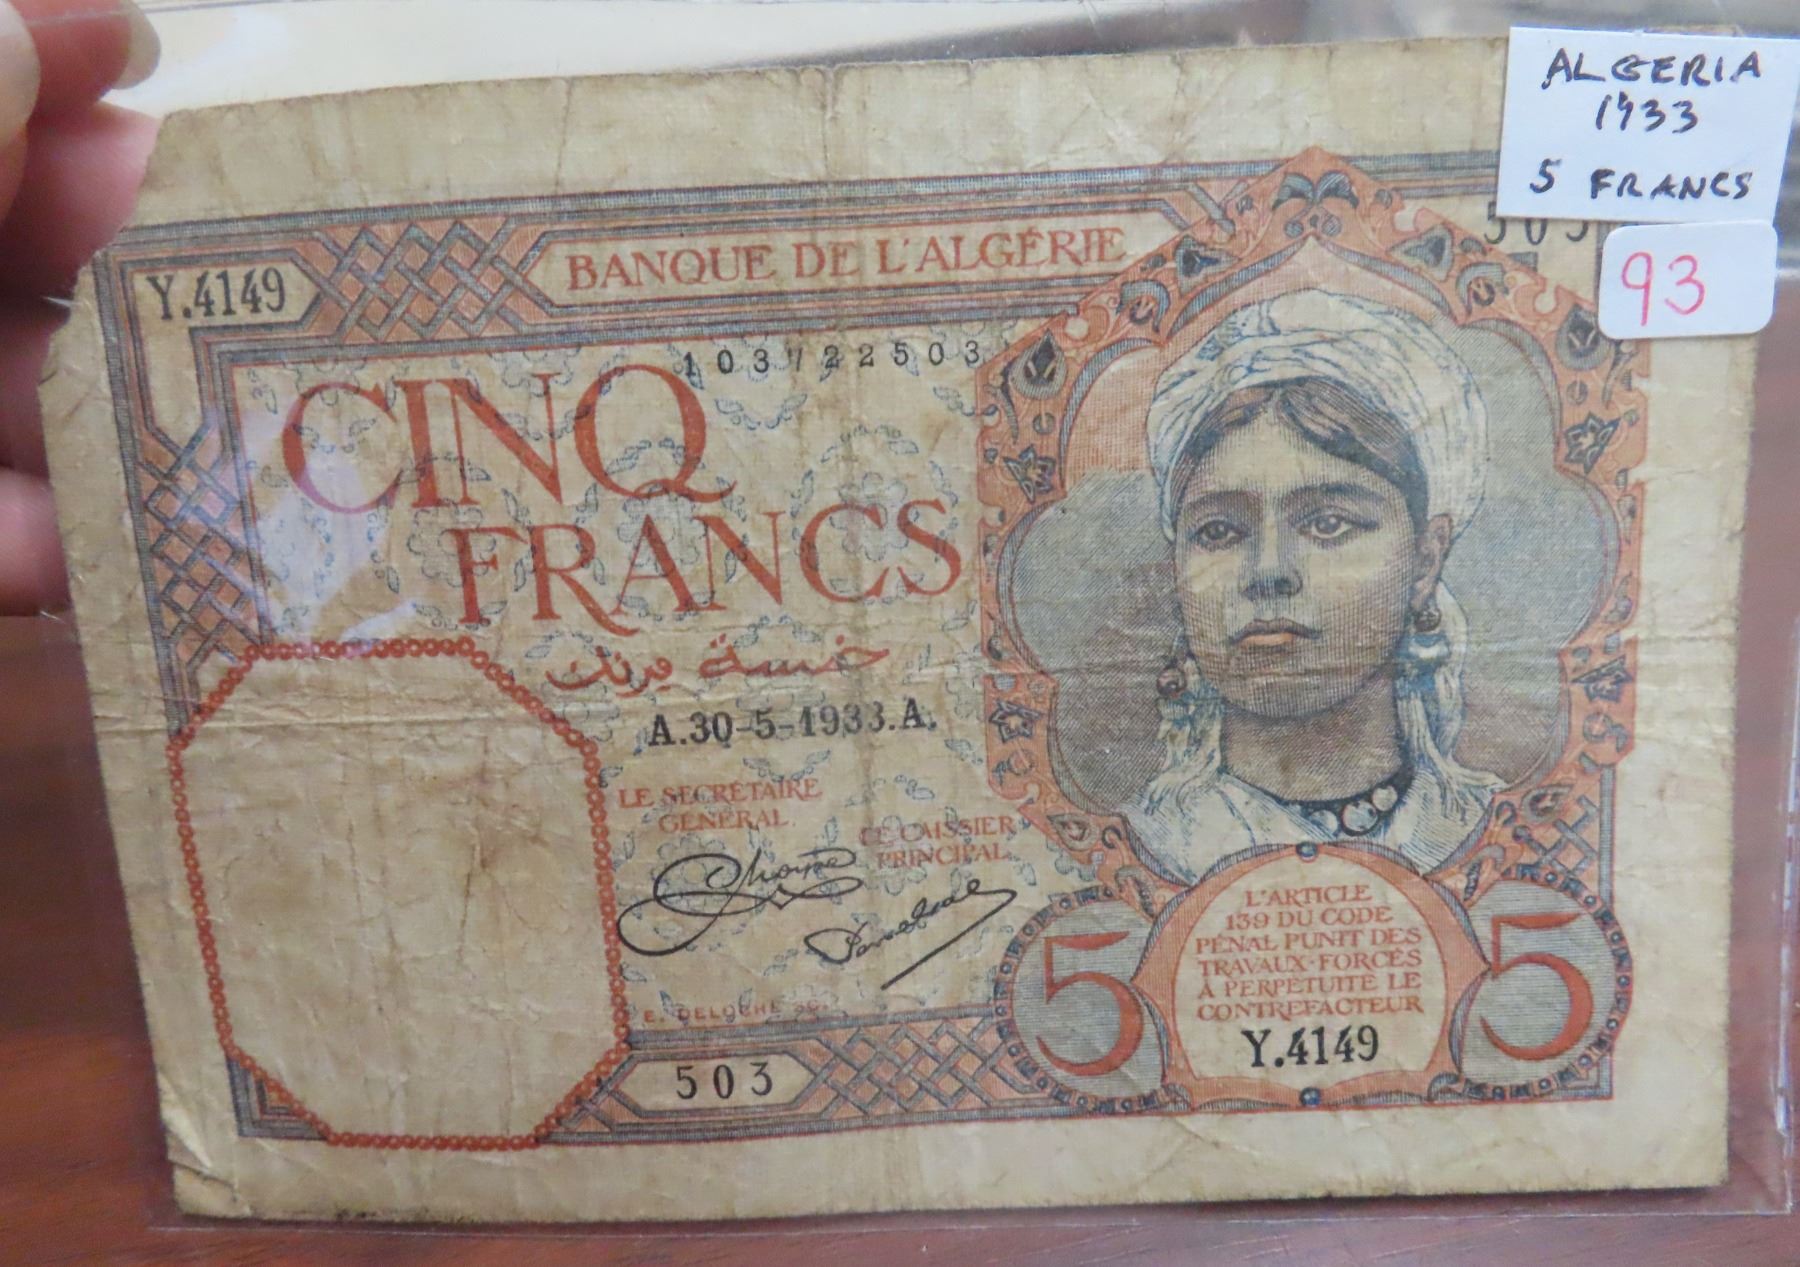 ALGERIA
1933
5 FRANCS
93
BANQUE DE L'ALGÉRIE
Y.4149
103722503
CINQ
FRANCS
خمسة فرنك
A.30-5-1933.A.
LE SECRÉTAIRE
GÉNÉRAL.
LE CAISSIER
PRINCIPAL.
E. DELOCHE SC.
503
5
L'ARTICLE
139 DU CODE
PÉNAL PUNIT DES
TRAVAUX-FORCÉS
À PERPÉTUITÉ LE
CONTREFACTEUR
Y.4149
5